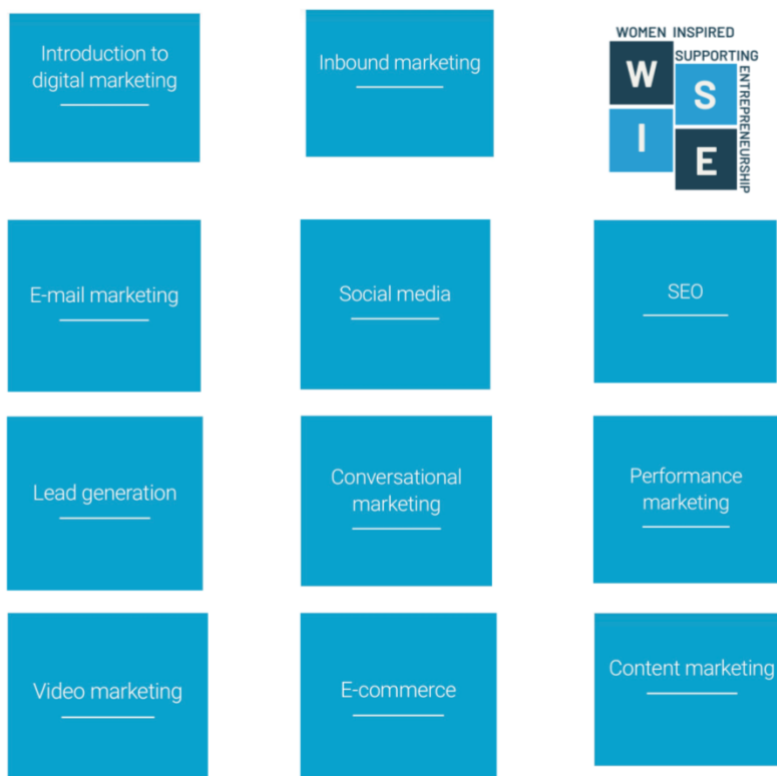 Introduction to
digital marketing
Inbound marketing
WOMEN INSPIRED
SUPPORTING
ENTREPRENEURSHIP
W
S
I
E
E-mail marketing
Social media
SEO
Lead generation
Conversational
marketing
Performance
marketing
Video marketing
E-commerce
Content marketing